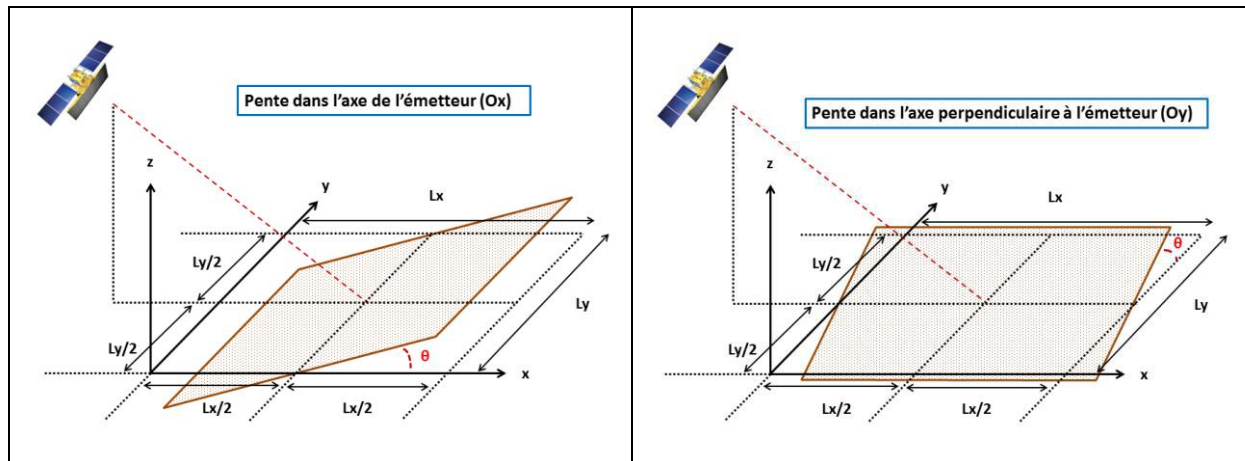 Pente dans l'axe de l'émetteur (Ox)
z
y
Lx
Ly/2
Ly
Ly/2
θ
x
Lx/2
Lx/2
Pente dans l'axe perpendiculaire à l'émetteur (Oy)
z
y
Lx
θ
Ly/2
Ly
Ly/2
x
Lx/2
Lx/2